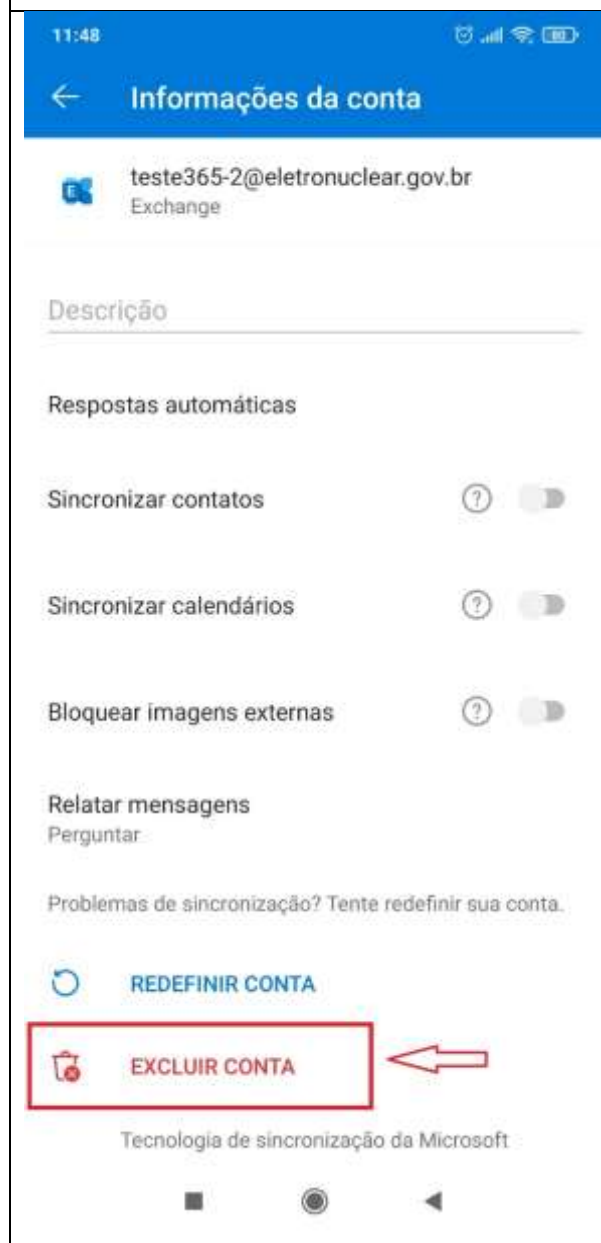 11:48
Informações da conta
teste365-2@eletronuclear.gov.br
Exchange
Descrição
Respostas automáticas
Sincronizar contatos
Sincronizar calendários
Bloquear imagens externas
Relatar mensagens
Perguntar
Problemas de sincronização? Tente redefinir sua conta.
REDEFINIR CONTA
EXCLUIR CONTA
Tecnologia de sincronização da Microsoft